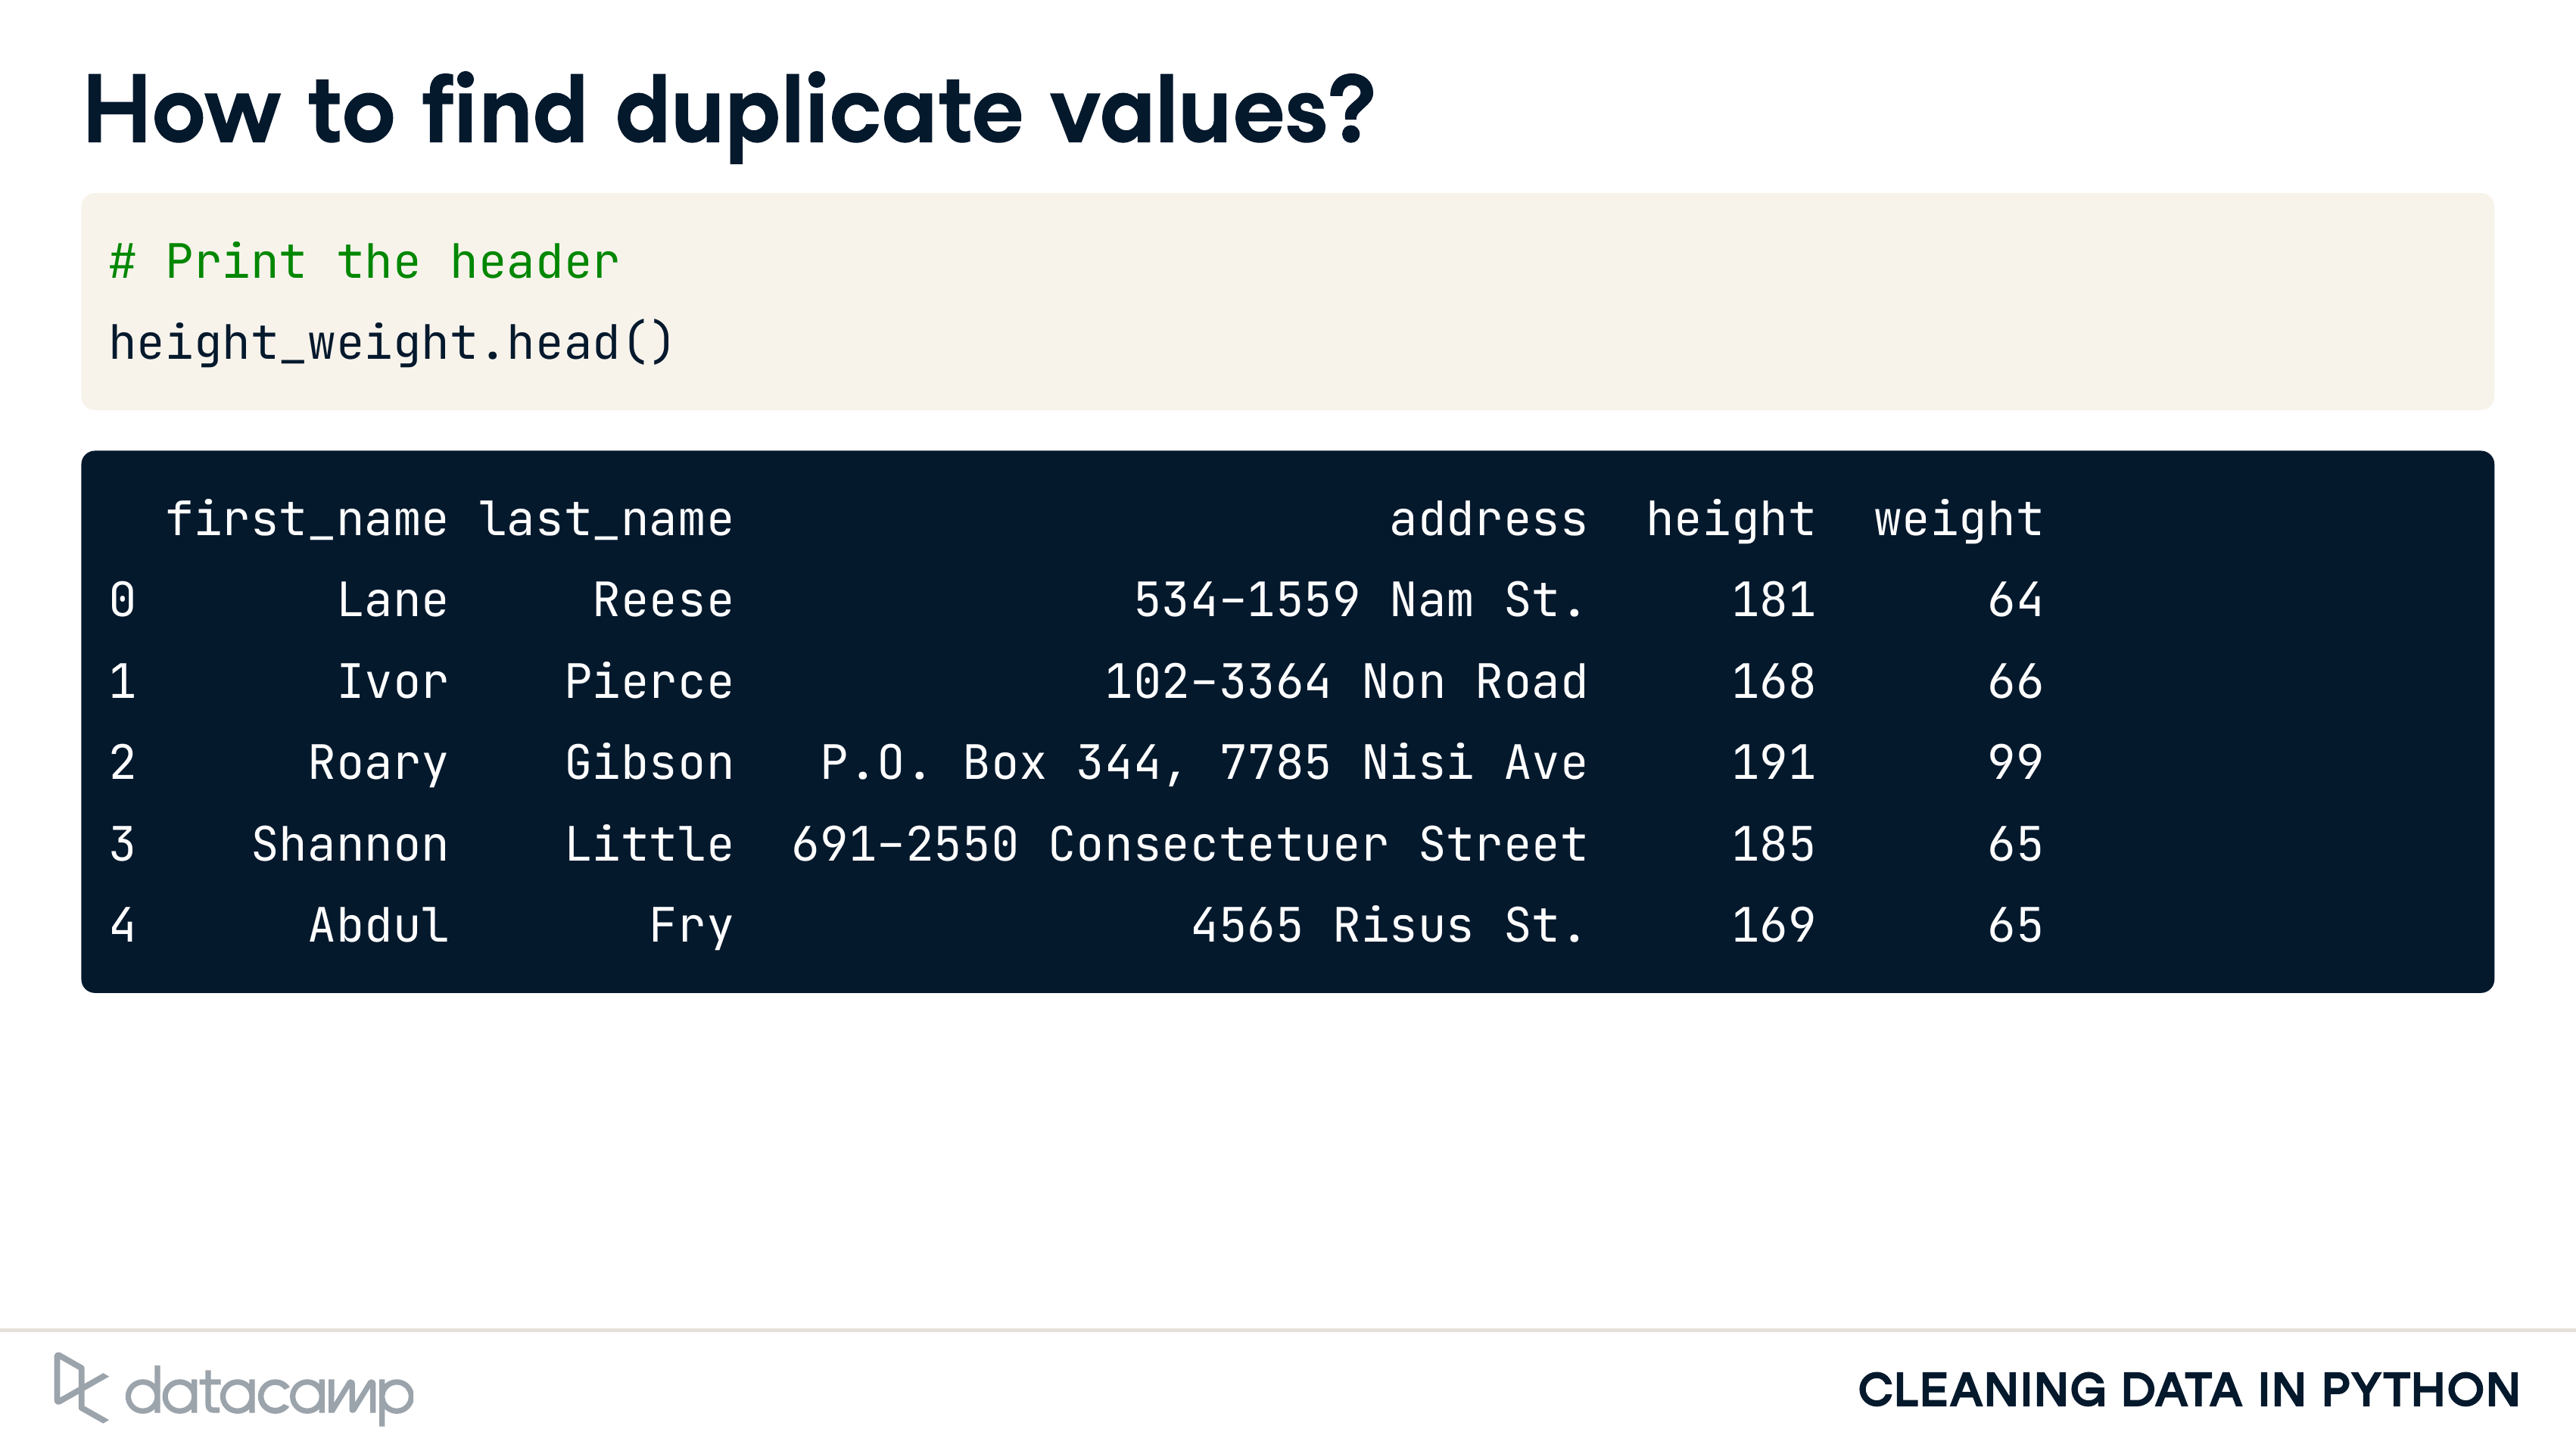 How to find duplicate values?
# Print the header
height_weight.head()
first_name last_name address height weight
0 Lane Reese 534-1559 Nam St. 181 64
1 Ivor Pierce 102-3364 Non Road 168 66
2 Roary Gibson P.O. Box 344, 7785 Nisi Ave 191 99
3 Shannon Little 691-2550 Consectetuer Street 185 65
4 Abdul Fry 4565 Risus St. 169 65
datacamp
CLEANING DATA IN PYTHON